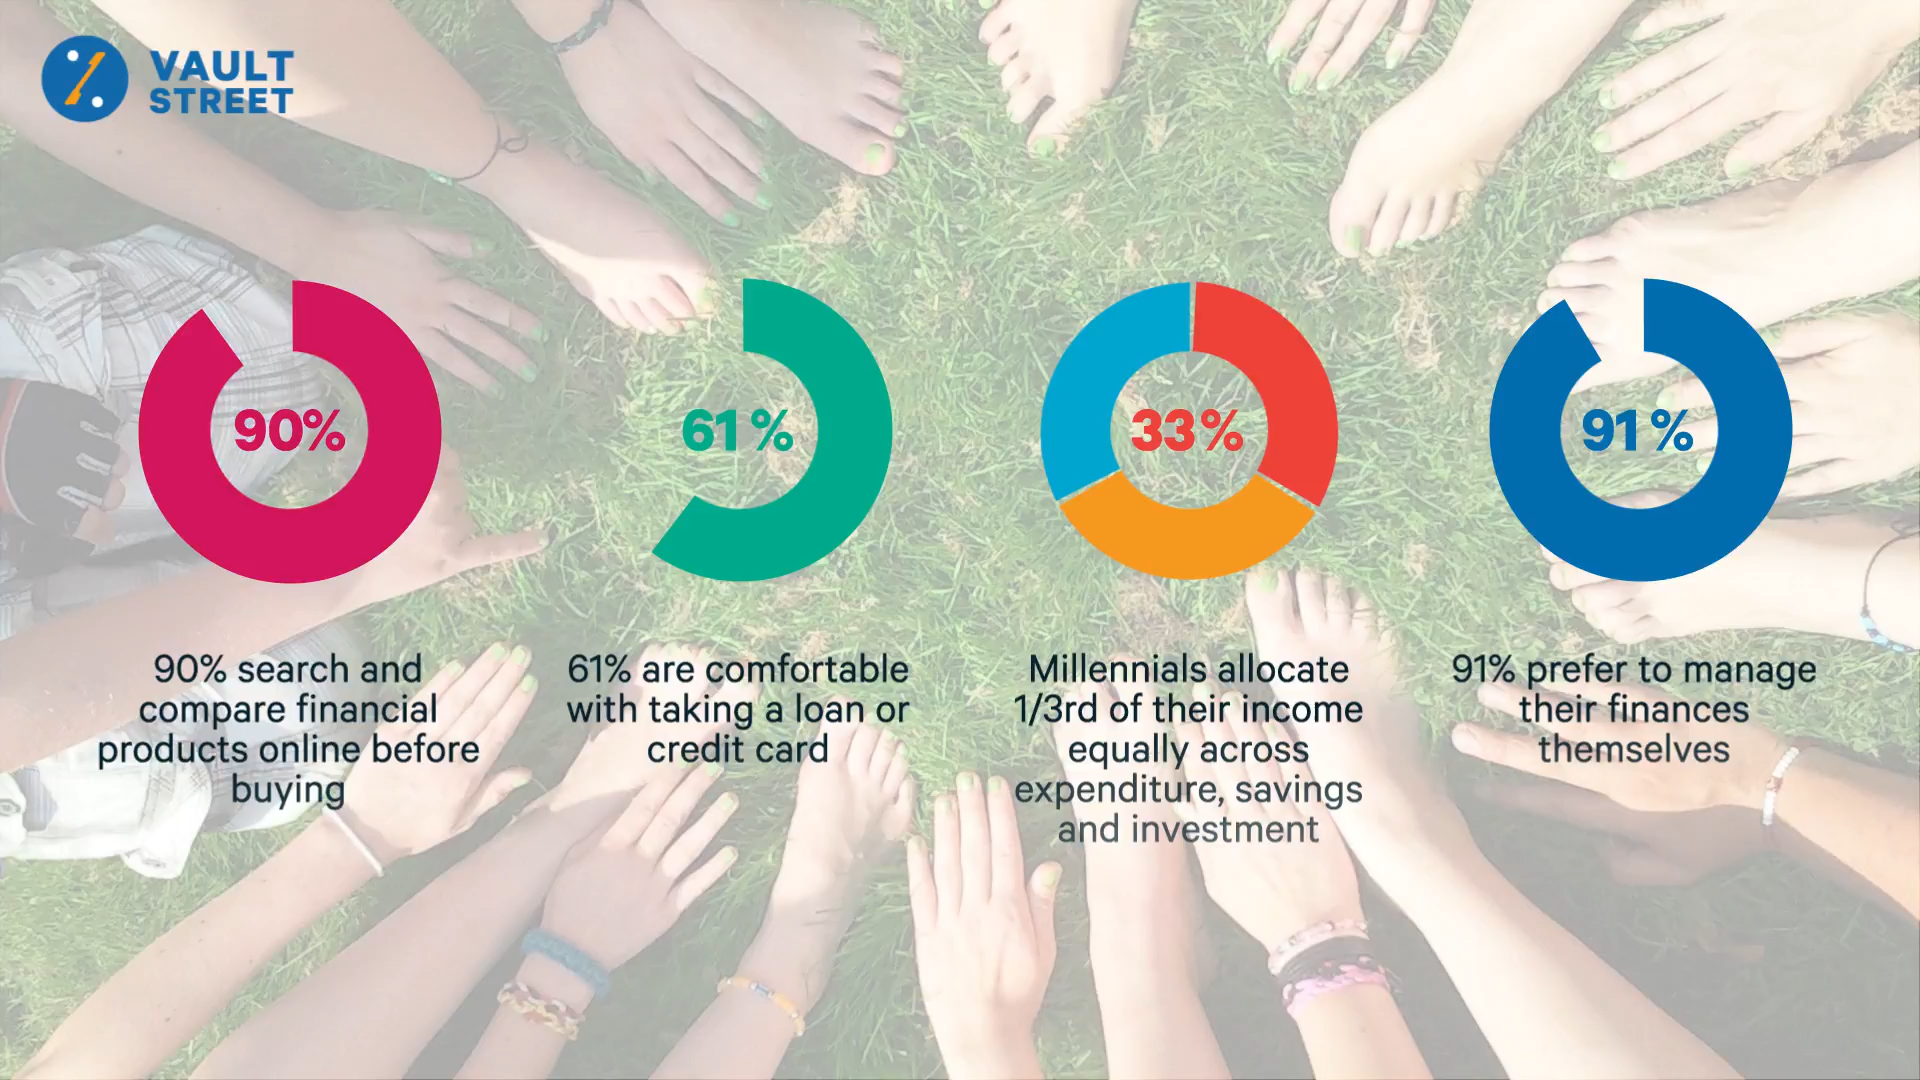 VAULT
STREET
90%
61%
33%
91%
90% search and
compare financial
products online before
buying
61% are comfortable
with taking a loan or
credit card
Millennials allocate
1/3rd of their income
equally across
expenditure, savings
and investment
91% prefer to manage
their finances
themselves